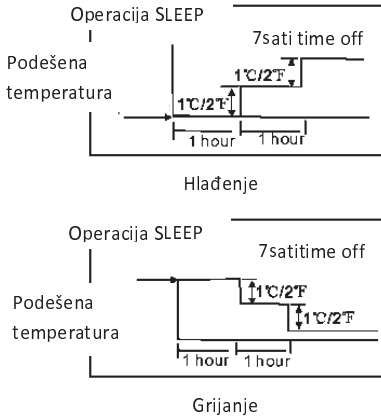 Operacija SLEEP
7sati time off
Podešena
temperatura
1℃/2℉
1℃/2℉
1 hour
1 hour
Hlađenje
Operacija SLEEP
7satitime off
Podešena
temperatura
1℃/2℉
1℃/2℉
1 hour
1 hour
Grijanje